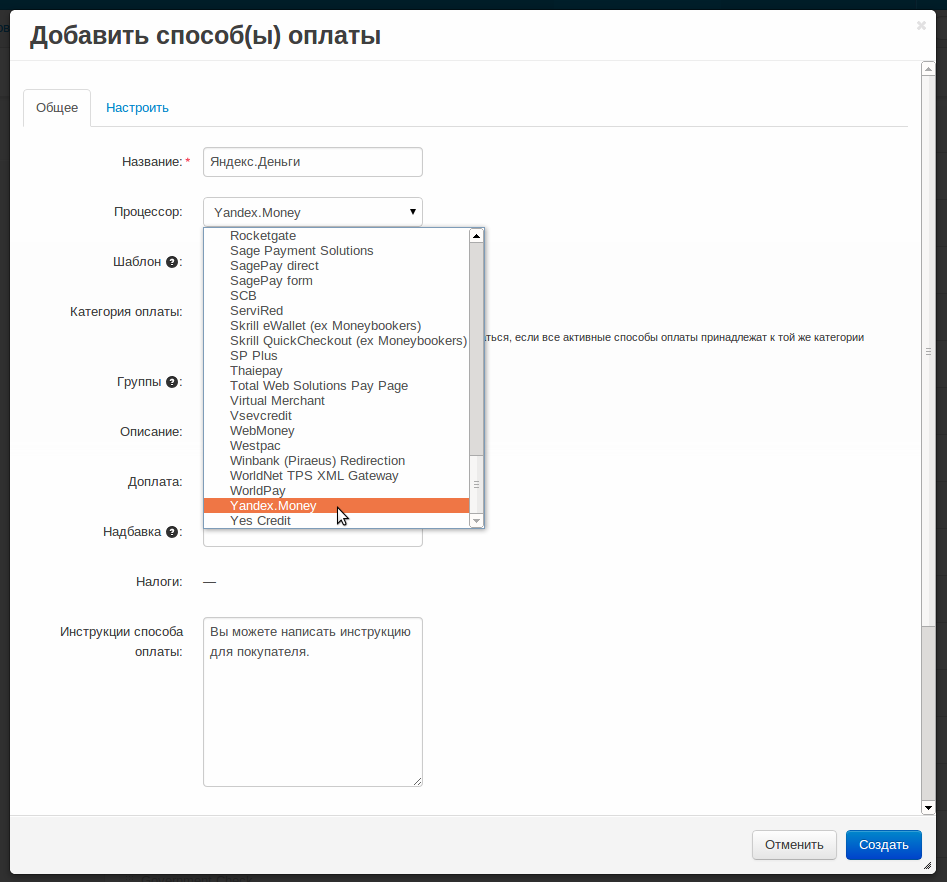 Добавить способ(ы) оплаты
Общее
Настроить
Название:*
Яндекс.Деньги
Процессор:
Yandex.Money
Rocketgate
Sage Payment Solutions
SagePay direct
SagePay form
SCB
ServiRed
Skrill eWallet (ex Moneybookers)
Skrill QuickCheckout (ex Moneybookers)
SP Plus
Thaiepay
Total Web Solutions Pay Page
Virtual Merchant
Vsevcredit
WebMoney
Westpac
Winbank (Piraeus) Redirection
WorldNet TPS XML Gateway
WorldPay
Yandex.Money
Yes Credit
Шаблон ?:
Категория оплаты:
если все активные способы оплаты принадлежат к той же категории
Группы ?:
Описание:
Доплата:
Надбавка ?:
Налоги:
—
Инструкции способа
оплаты:
Вы можете написать инструкцию
для покупателя.
Отменить
Создать